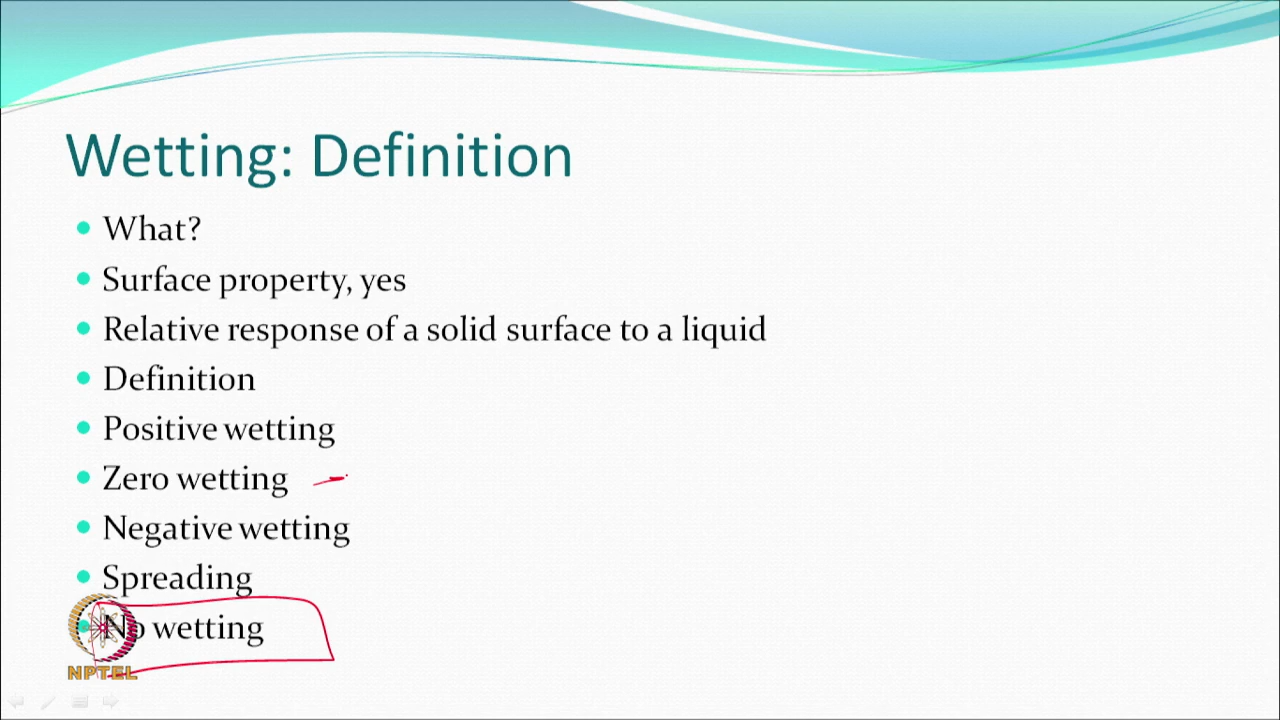 Wetting: Definition
What?
Surface property, yes
Relative response of a solid surface to a liquid
Definition
Positive wetting
Zero wetting
Negative wetting
Spreading
No wetting
NPTEL